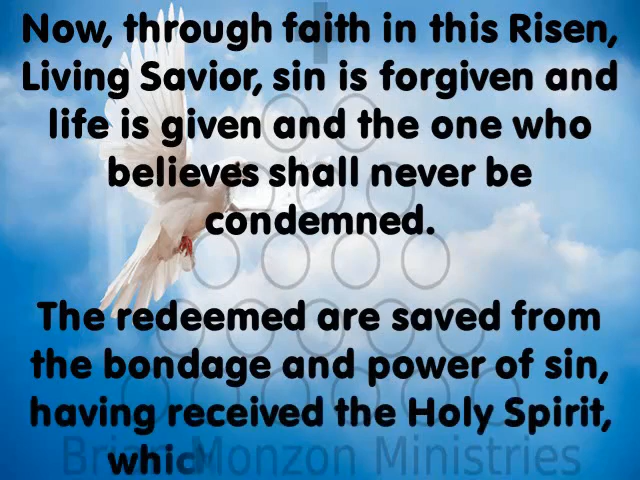 Now, through faith in this Risen,
Living Savior, sin is forgiven and
life is given and the one who
believes shall never be
condemned.
The redeemed are saved from
the bondage and power of sin,
having received the Holy Spirit,
whic
Monzon Ministries